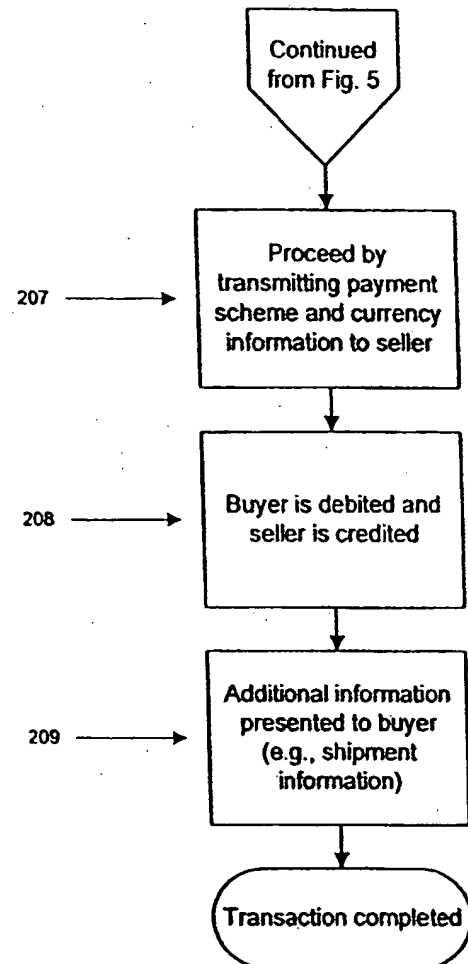 Continued
from Fig. 5
207
Proceed by
transmitting payment
scheme and currency
information to seller
208
Buyer is debited and
seller is credited
209
Additional information
presented to buyer
(e.g., shipment
information)
Transaction completed